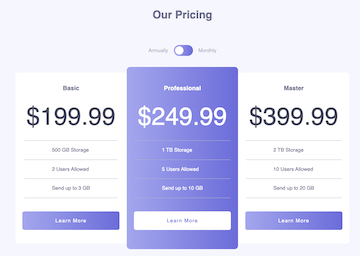 Our Pricing
Annually Monthly
Basic
$199.99
500 GB Storage
2 Users Allowed
Send up to 3 GB
Learn More
Professional
$249.99
1 TB Storage
5 Users Allowed
Send up to 10 GB
Learn More
Master
$399.99
2 TB Storage
10 Users Allowed
Send up to 20 GB
Learn More